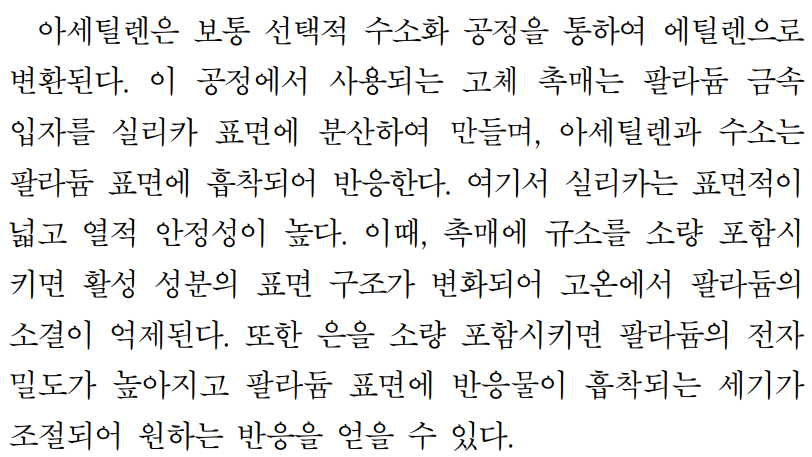 아세틸렌은 보통 선택적 수소화 공정을 통하여 에틸렌으로
변환된다. 이 공정에서 사용되는 고체 촉매는 팔라듐 금속
입자를 실리카 표면에 분산하여 만들며, 아세틸렌과 수소는
팔라듐 표면에 흡착되어 반응한다. 여기서 실리카는 표면적이
넓고 열적 안정성이 높다. 이때, 촉매에 규소를 소량 포함시
키면 활성 성분의 표면 구조가 변화되어 고온에서 팔라듐의
소결이 억제된다. 또한 은을 소량 포함시키면 팔라듐의 전자
밀도가 높아지고 팔라듐 표면에 반응물이 흡착되는 세기가
조절되어 원하는 반응을 얻을 수 있다.